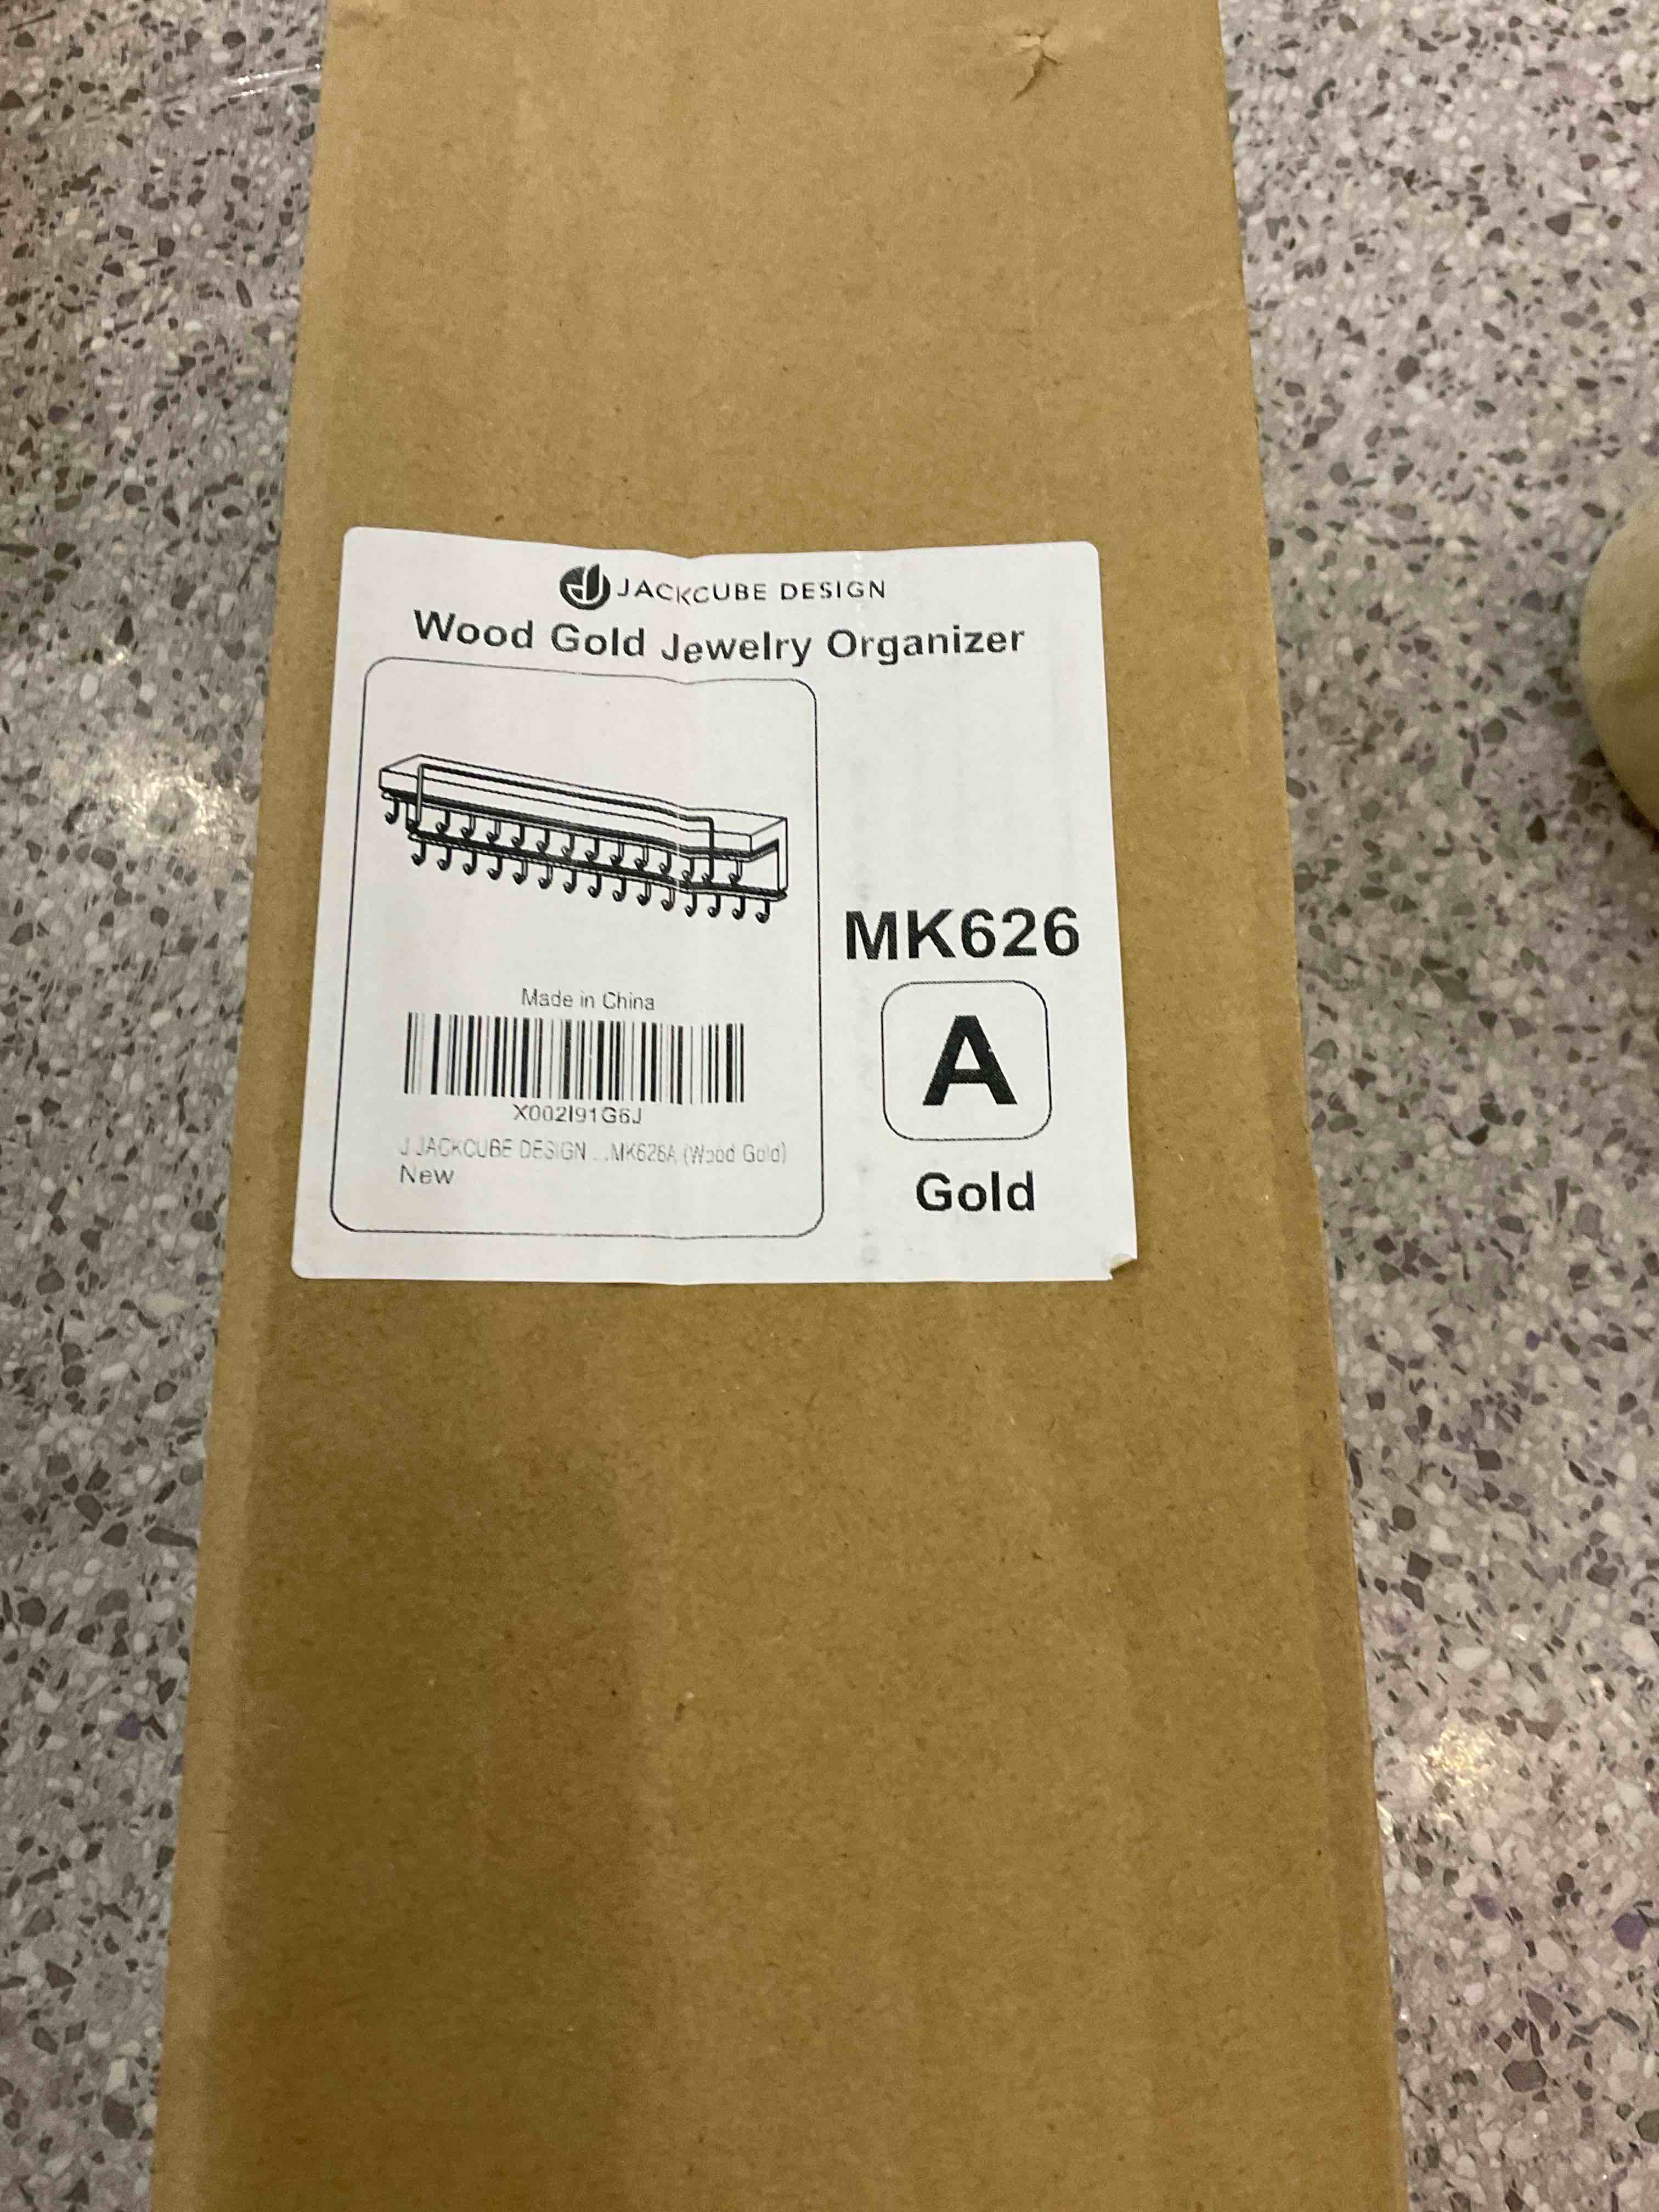 JACKCUBE DESIGN
Wood Gold Jewelry Organizer
MK626
A
Gold
Made in China
X002I91G6J
J JACKCUBE DESIGN ...MK626A (Wood Gold)
New